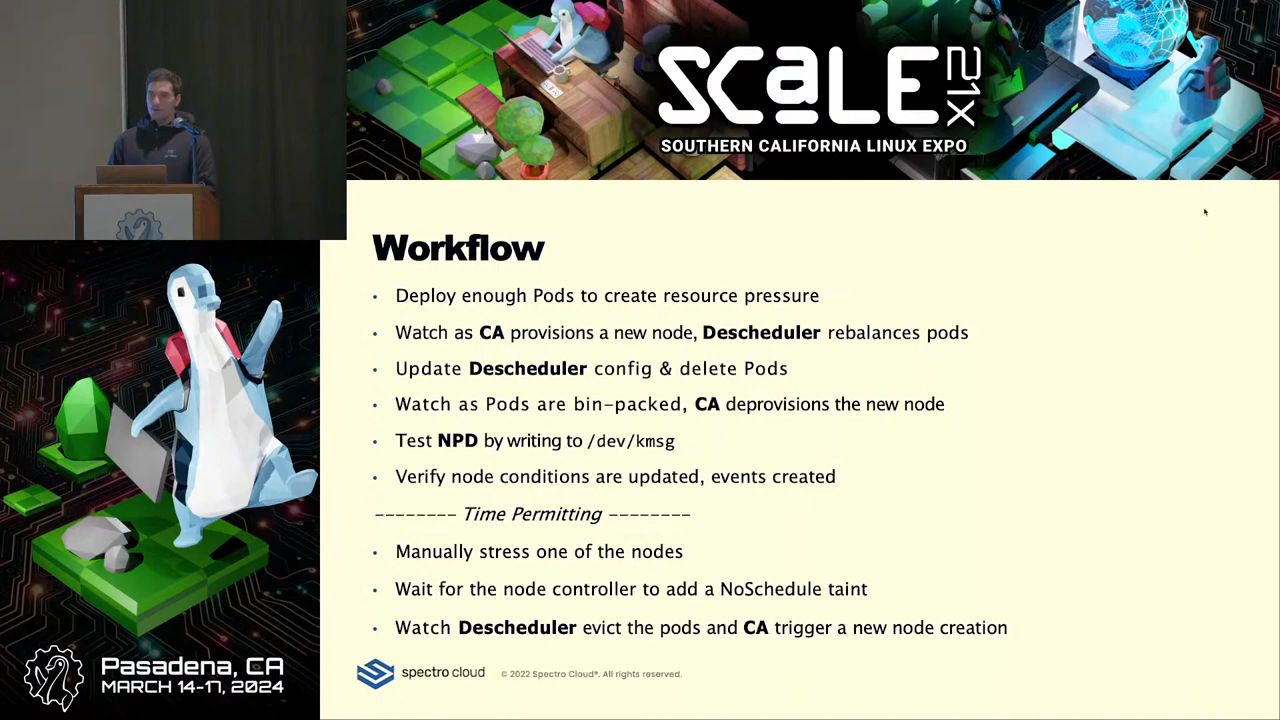 SCaLE 21X
SOUTHERN CALIFORNIA LINUX EXPO
Workflow
• Deploy enough Pods to create resource pressure
• Watch as CA provisions a new node, Descheduler rebalances pods
• Update Descheduler config & delete Pods
• Watch as Pods are bin-packed, CA deprovisions the new node
• Test NPD by writing to /dev/kmsg
• Verify node conditions are updated, events created
-------- Time Permitting --------
• Manually stress one of the nodes
• Wait for the node controller to add a NoSchedule taint
• Watch Descheduler evict the pods and CA trigger a new node creation
spectro cloud © 2022 Spectro Cloud®. All rights reserved.
Pasadena, CA
MARCH 14-17, 2024